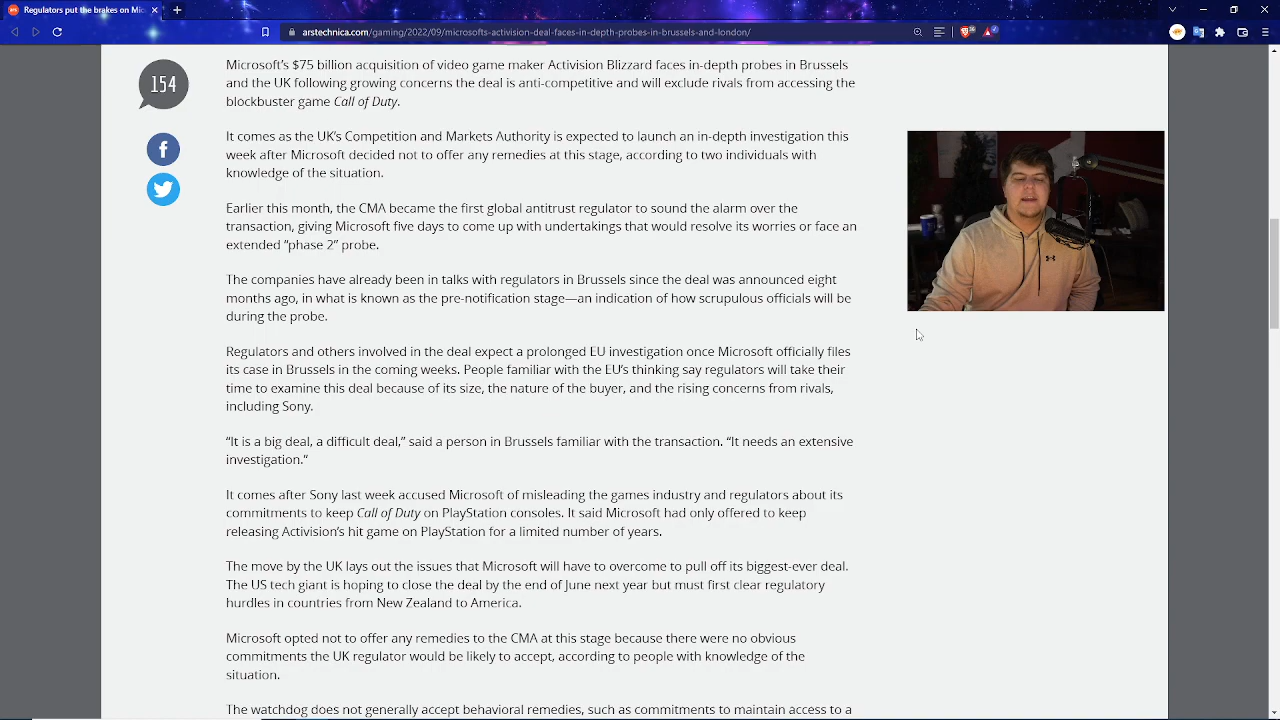 Regulators put the brakes on Mic
arstechnica.com/gaming/2022/09/microsofts-activision-deal-faces-in-depth-probes-in-brussels-and-london/
154
Microsoft's $75 billion acquisition of video game maker Activision Blizzard faces in-depth probes in Brussels
and the UK following growing concerns the deal is anti-competitive and will exclude rivals from accessing the
blockbuster game Call of Duty.
It comes as the UK's Competition and Markets Authority is expected to launch an in-depth investigation this
week after Microsoft decided not to offer any remedies at this stage, according to two individuals with
knowledge of the situation.
Earlier this month, the CMA became the first global antitrust regulator to sound the alarm over the
transaction, giving Microsoft five days to come up with undertakings that would resolve its worries or face an
extended “phase 2” probe.
The companies have already been in talks with regulators in Brussels since the deal was announced eight
months ago, in what is known as the pre-notification stage—an indication of how scrupulous officials will be
during the probe.
Regulators and others involved in the deal expect a prolonged EU investigation once Microsoft officially files
its case in Brussels in the coming weeks. People familiar with the EU's thinking say regulators will take their
time to examine this deal because of its size, the nature of the buyer, and the rising concerns from rivals,
including Sony.
“It is a big deal, a difficult deal,” said a person in Brussels familiar with the transaction. “It needs an extensive
investigation.”
It comes after Sony last week accused Microsoft of misleading the games industry and regulators about its
commitments to keep Call of Duty on PlayStation consoles. It said Microsoft had only offered to keep
releasing Activision's hit game on PlayStation for a limited number of years.
The move by the UK lays out the issues that Microsoft will have to overcome to pull off its biggest-ever deal.
The US tech giant is hoping to close the deal by the end of June next year but must first clear regulatory
hurdles in countries from New Zealand to America.
Microsoft opted not to offer any remedies to the CMA at this stage because there were no obvious
commitments the UK regulator would be likely to accept, according to people with knowledge of the
situation.
The watchdog does not generally accept behavioral remedies, such as commitments to maintain access to a